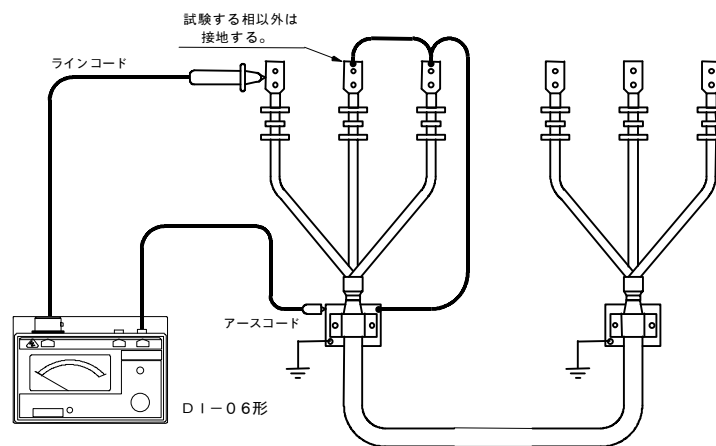 試験する相以外は
接地する。
ラインコード
アースコード
ＤＩ－０６形